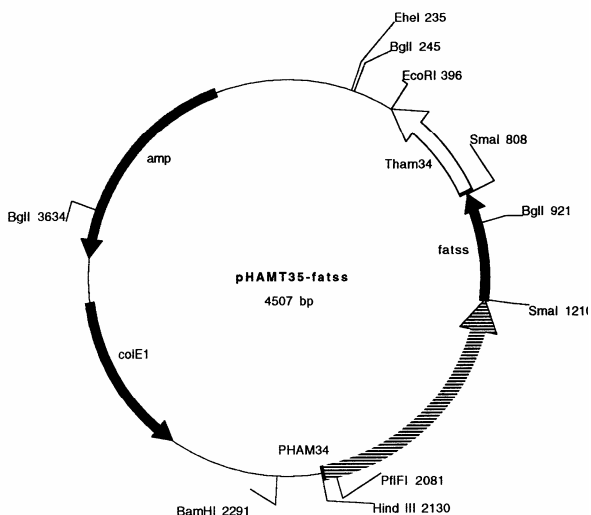 EheI 235
BglI 245
EcoRI 396
SmaI 808
Tham34
amp
BglI 921
BglI 3634
fatss
pHAMT35-fatss
4507 bp
SmaI 1210
colE1
PHAM34
PflFI 2081
BamHI 2291
Hind III 2130